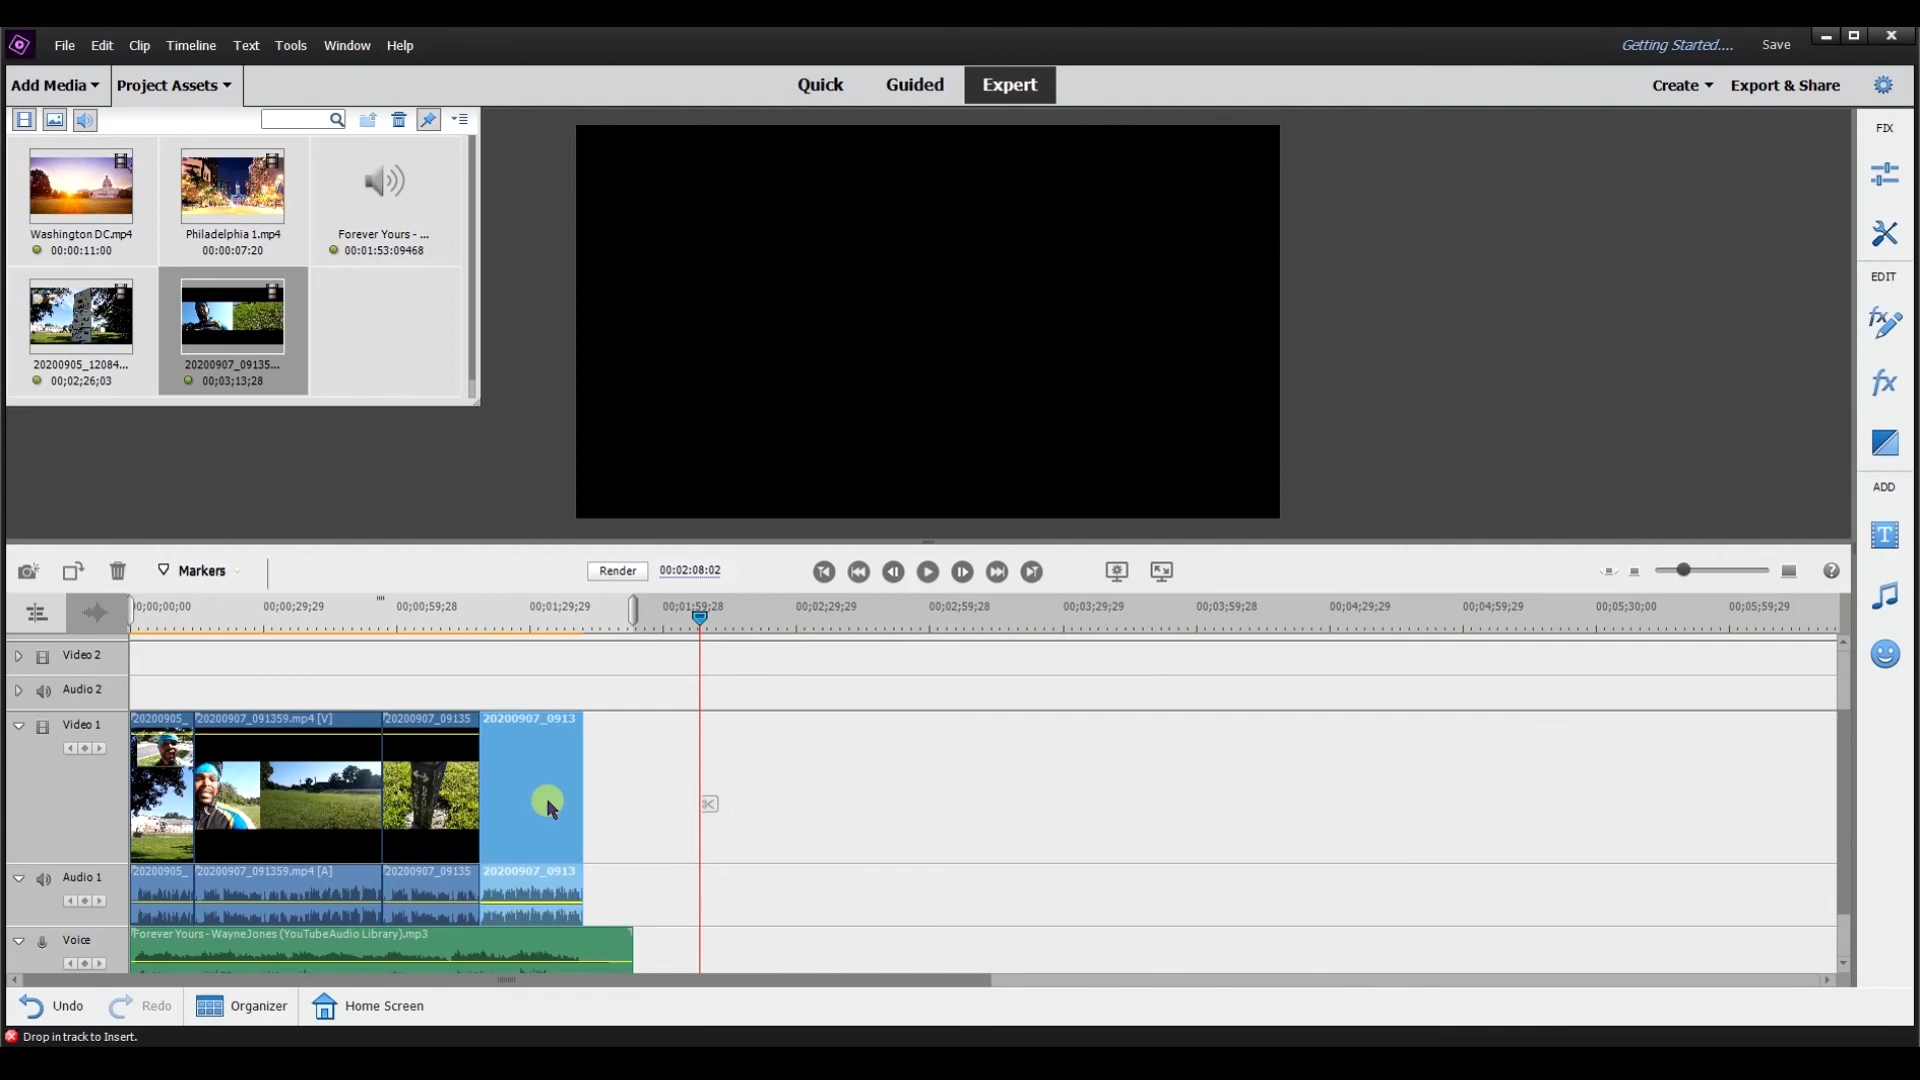 File Edit Clip Timeline Text Tools Window Help
Getting Started.... Save
Add Media Project Assets
Quick Guided Expert
Create Export & Share
FIX
Washington DC.mp4 Philadelphia 1.mp4 Forever Yours - ...
00:00:11:00 00:00:07:20 00:01:53:09468
EDIT
fx
20200905_12084... 20200907_09135...
00;02;26;03 00;03;13;28
fx
ADD
T
Markers Render 00:02:08:02
00;00;00;00 00;00;29;29 00;00;59;28 00;01;29;29 00;01;59;28 00;02;29;29 00;02;59;28 00;03;29;29 00;03;59;28 00;04;29;29 00;04;59;29 00;05;30;00 00;05;59;29
Video 2
Audio 2
Video 1 20200905_ 20200907_091359.mp4 [V] 20200907_09135 20200907_0913
Audio 1 20200905_ 20200907_091359.mp4 [A] 20200907_09135 20200907_0913
Voice Forever Yours - WayneJones (YouTubeAudio Library).mp3
Undo Redo Organizer Home Screen
Drop in track to Insert.